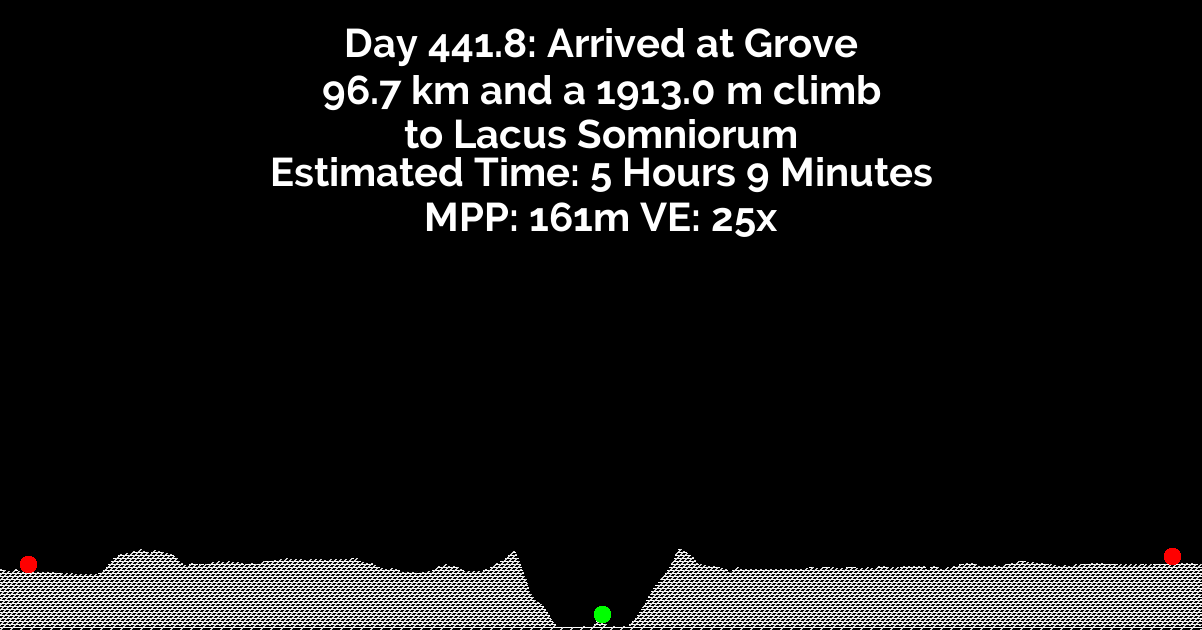 Day 441.8: Arrived at Grove
96.7 km and a 1913.0 m climb
to Lacus Somniorum
Estimated Time: 5 Hours 9 Minutes
MPP: 161m VE: 25x